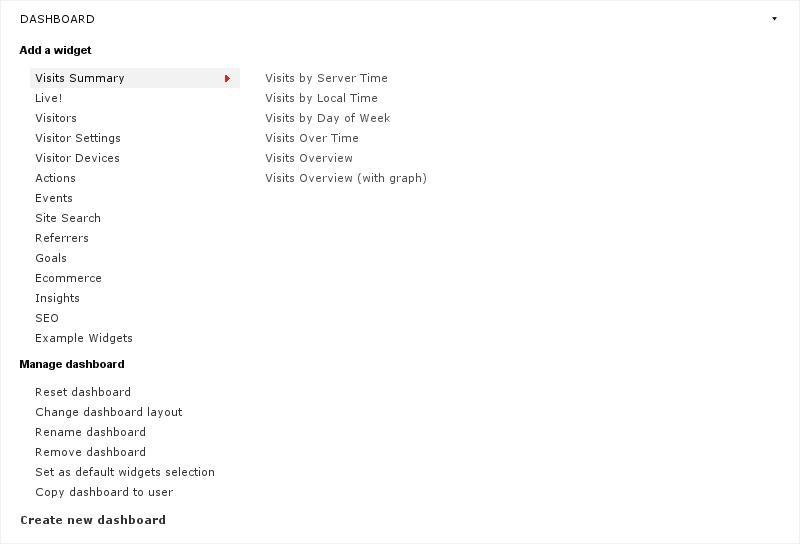 DASHBOARD
Add a widget
Visits Summary
Live!
Visitors
Visitor Settings
Visitor Devices
Actions
Events
Site Search
Referrers
Goals
Ecommerce
Insights
SEO
Example Widgets
Visits by Server Time
Visits by Local Time
Visits by Day of Week
Visits Over Time
Visits Overview
Visits Overview (with graph)
Manage dashboard
Reset dashboard
Change dashboard layout
Rename dashboard
Remove dashboard
Set as default widgets selection
Copy dashboard to user
Create new dashboard